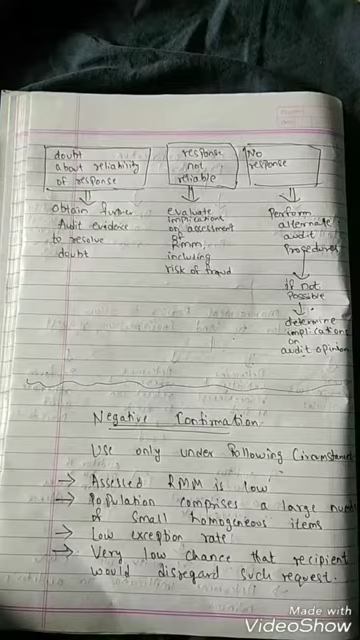 doubt
about reliability
of response
response
not
reliable
No
response
obtain further
Audit evidence
to resolve
doubt
evaluate
implications
on assessment
of
RMM,
including
risk of fraud
Perform
alternate
audit
Procedures
if not
Possible
determine
implications
on
audit opinion
Negative Confirmation
Use only under following Circumstances
→ Assessed RMM is low
→ Population comprises a large
of small homogeneous items
→ Low exception rate
→ Very low chance that recipient
would disregard such request.
Made with
VideoShow